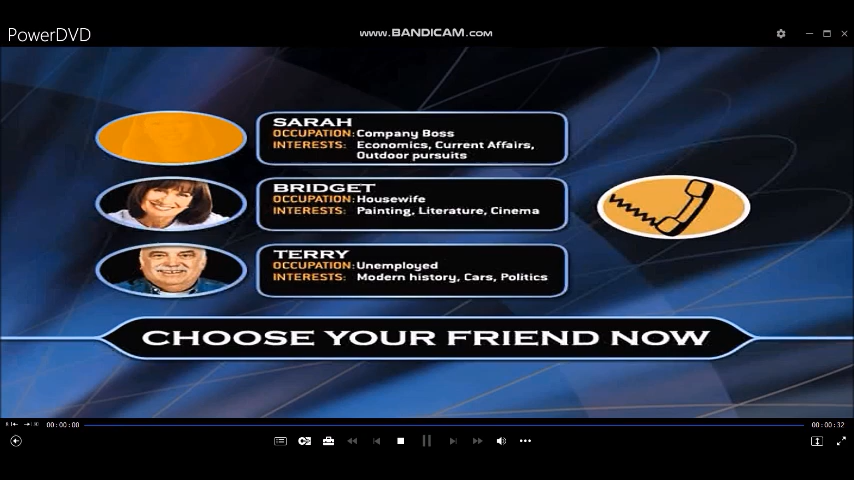 PowerDVD
www.BANDICAM.com
SARAH
OCCUPATION: Company Boss
INTERESTS: Economics, Current Affairs,
Outdoor pursuits
BRIDGET
OCCUPATION: Housewife
INTERESTS: Painting, Literature, Cinema
TERRY
OCCUPATION: Unemployed
INTERESTS: Modern history, Cars, Politics
CHOOSE YOUR FRIEND NOW
00:00:00
00:00:32